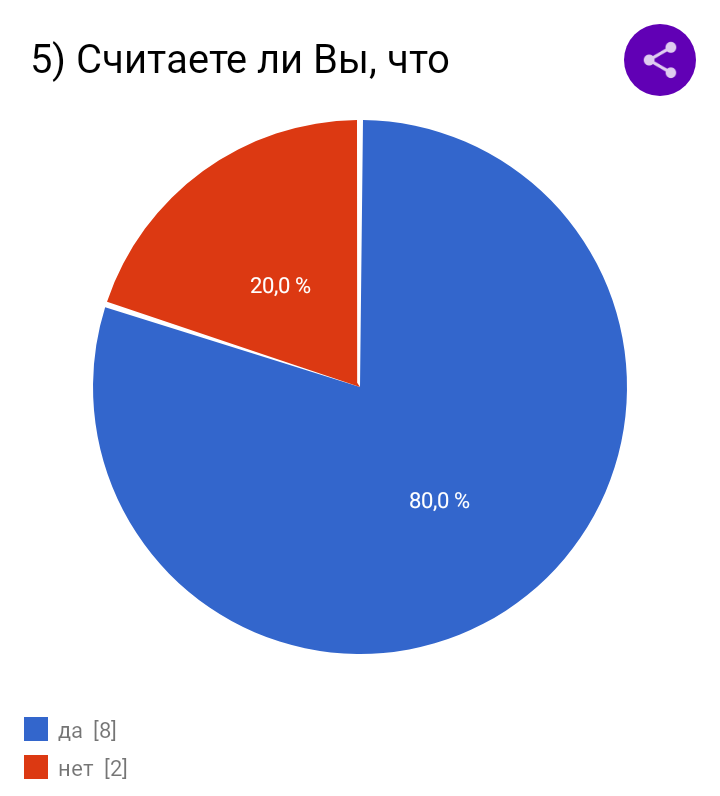 5) Считаете ли Вы, что
20,0 %
80,0 %
да [8]
нет [2]